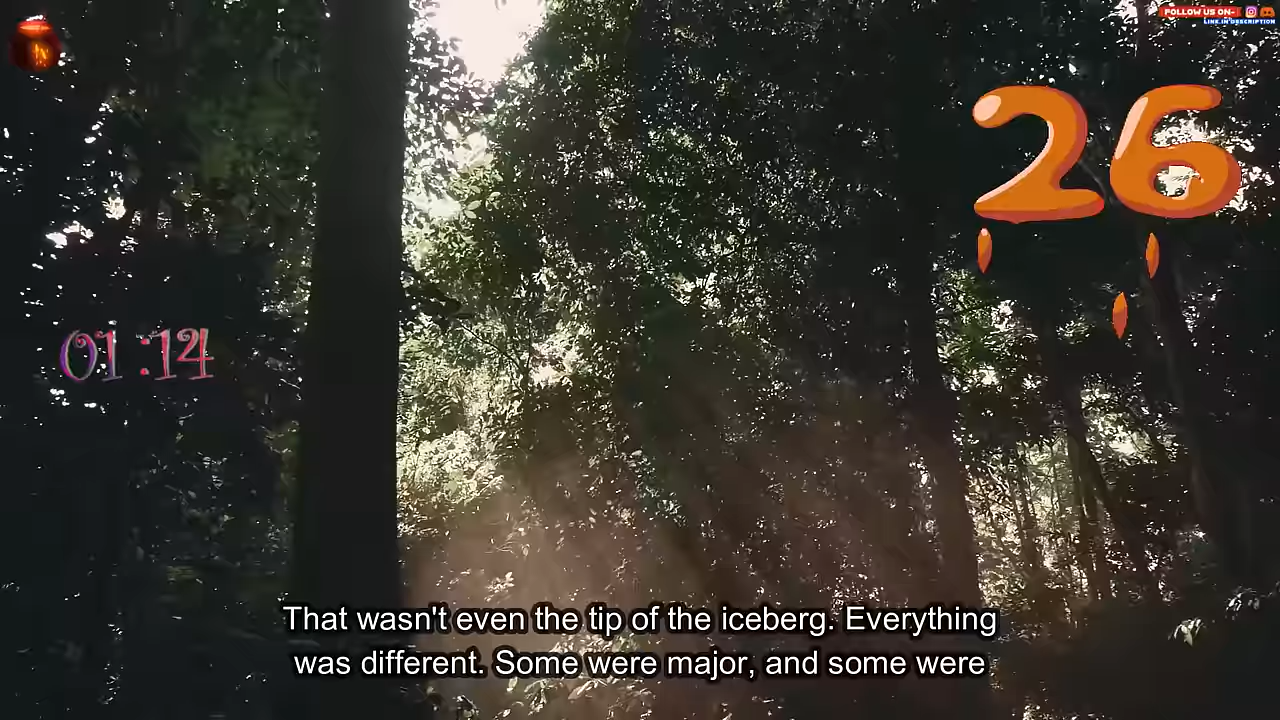 FOLLOW US ON-
LINK IN DESCRIPTION
26
01:14
That wasn't even the tip of the iceberg. Everything
was different. Some were major, and some were